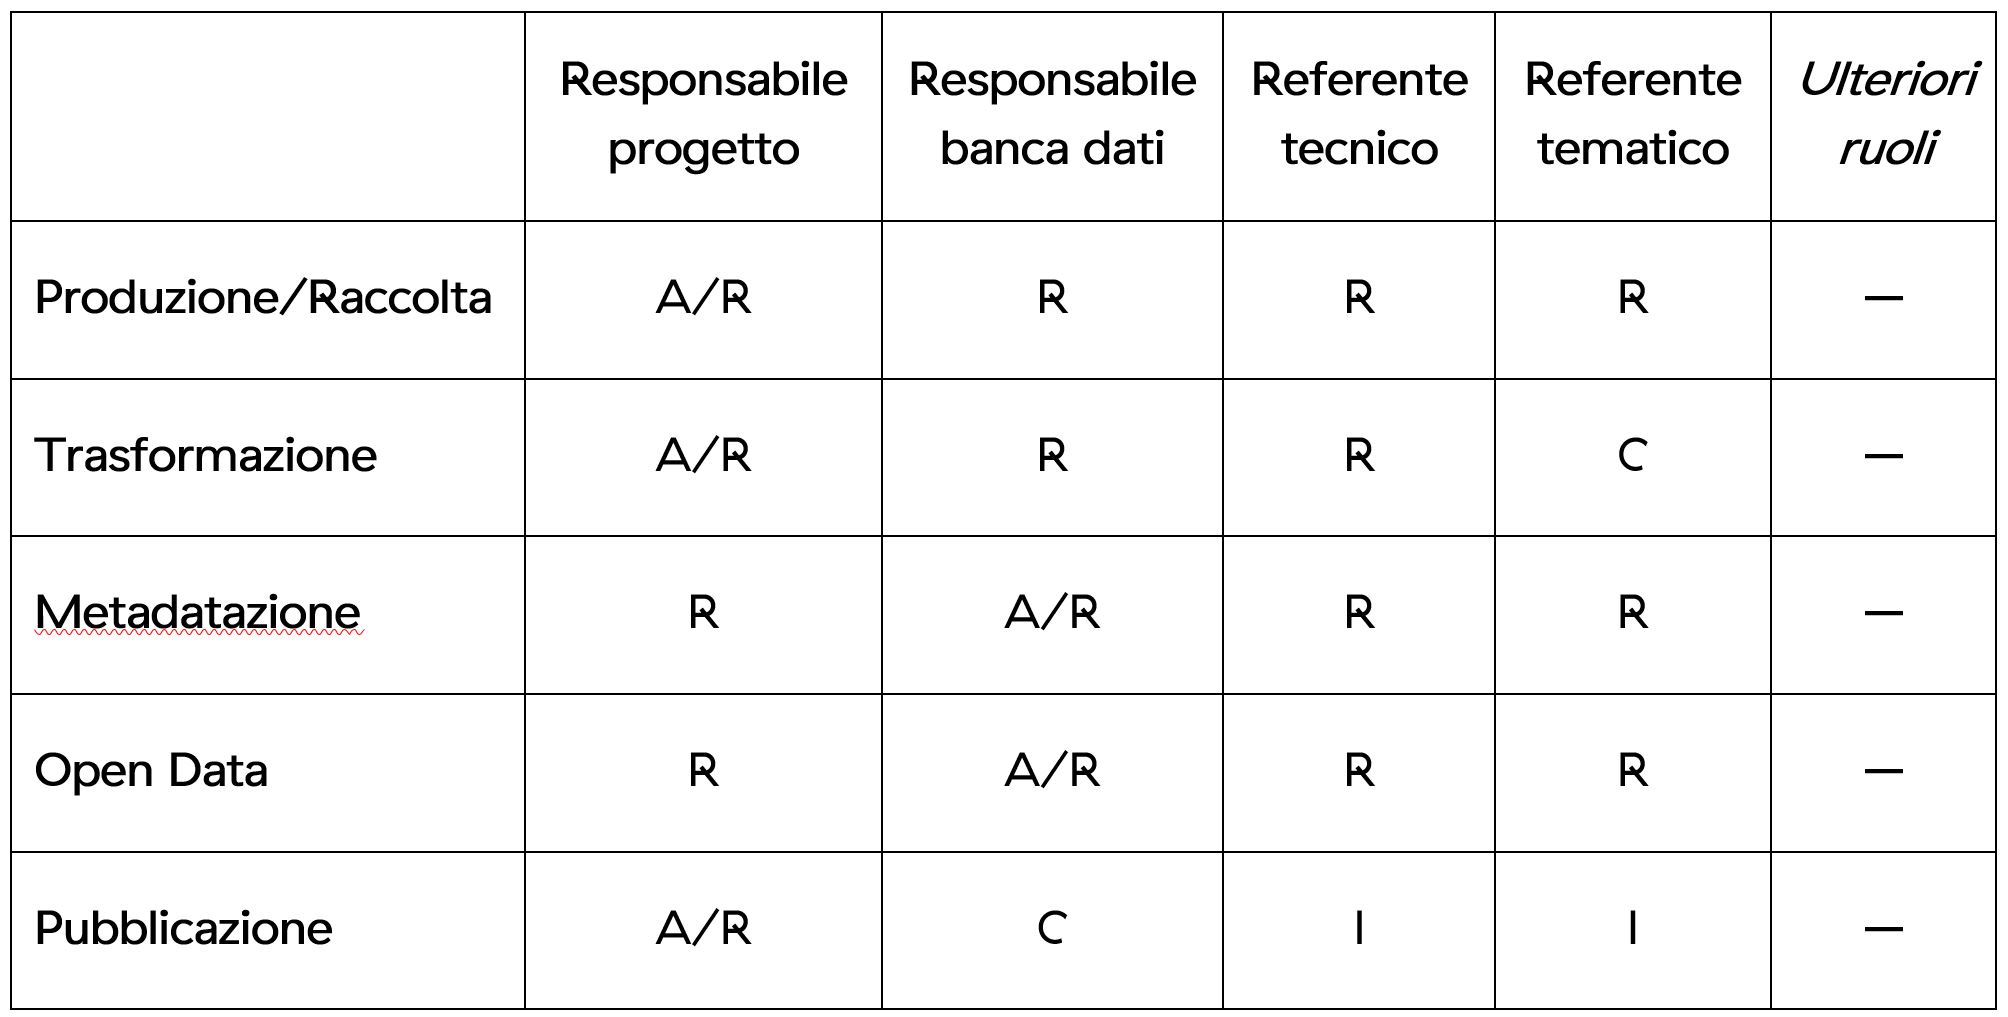 Responsabile progetto Responsabile banca dati Referente tecnico Referente tematico Ulteriori ruoli
Produzione/Raccolta A/R R R R —
Trasformazione A/R R R C —
Metadatazione R A/R R R —
Open Data R A/R R R —
Pubblicazione A/R C I I —